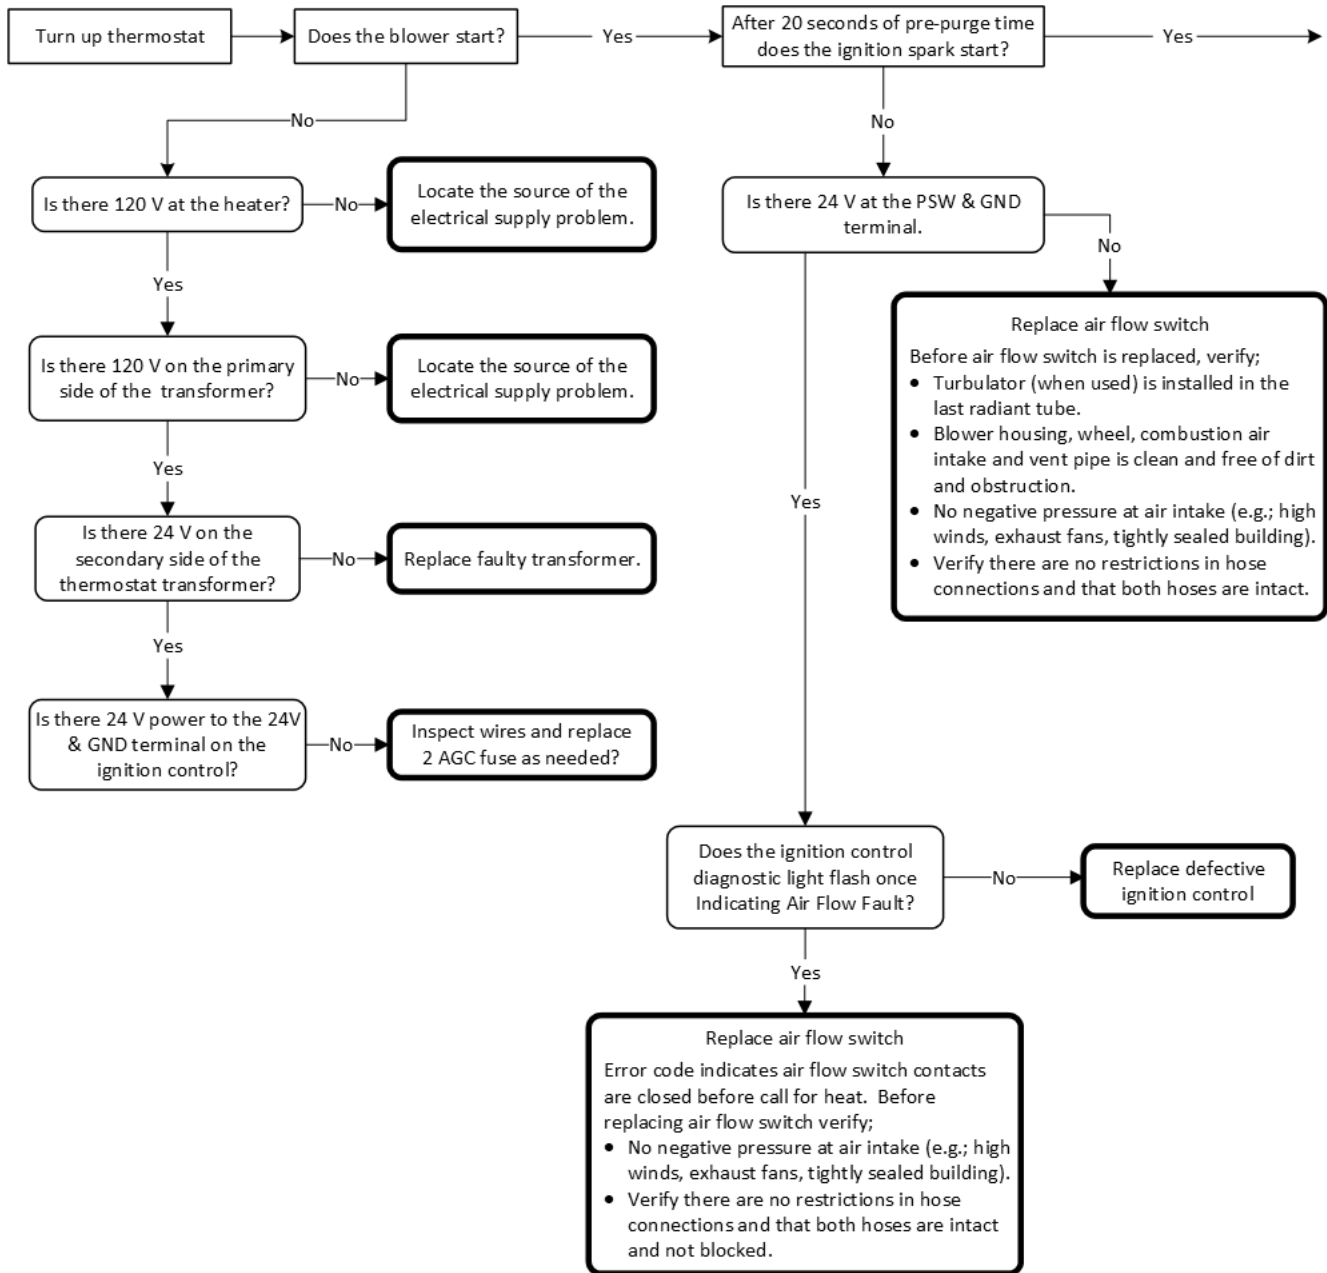 Turn up thermostat
Does the blower start?
Yes
After 20 seconds of pre-purge time
does the ignition spark start?
Yes
No
No
Is there 120 V at the heater?
No
Locate the source of the
electrical supply problem.
Is there 24 V at the PSW & GND
terminal.
No
Yes
Replace air flow switch
Before air flow switch is replaced, verify;
• Turbulator (when used) is installed in the
last radiant tube.
• Blower housing, wheel, combustion air
intake and vent pipe is clean and free of dirt
and obstruction.
• No negative pressure at air intake (e.g.; high
winds, exhaust fans, tightly sealed building).
• Verify there are no restrictions in hose
connections and that both hoses are intact.
Is there 120 V on the primary
side of the transformer?
No
Locate the source of the
electrical supply problem.
Yes
Yes
Is there 24 V on the
secondary side of
the thermostat transformer?
No
Replace faulty transformer.
Yes
Is there 24 V power to the 24V
& GND terminal on the
ignition control?
No
Inspect wires and replace
2 AGC fuse as needed?
Does the ignition control
diagnostic light flash once
Indicating Air Flow Fault?
No
Replace defective
ignition control
Yes
Replace air flow switch
Error code indicates air flow switch contacts
are closed before call for heat. Before
replacing air flow switch verify;
• No negative pressure at air intake (e.g.; high
winds, exhaust fans, tightly sealed building).
• Verify there are no restrictions in hose
connections and that both hoses are intact
and not blocked.